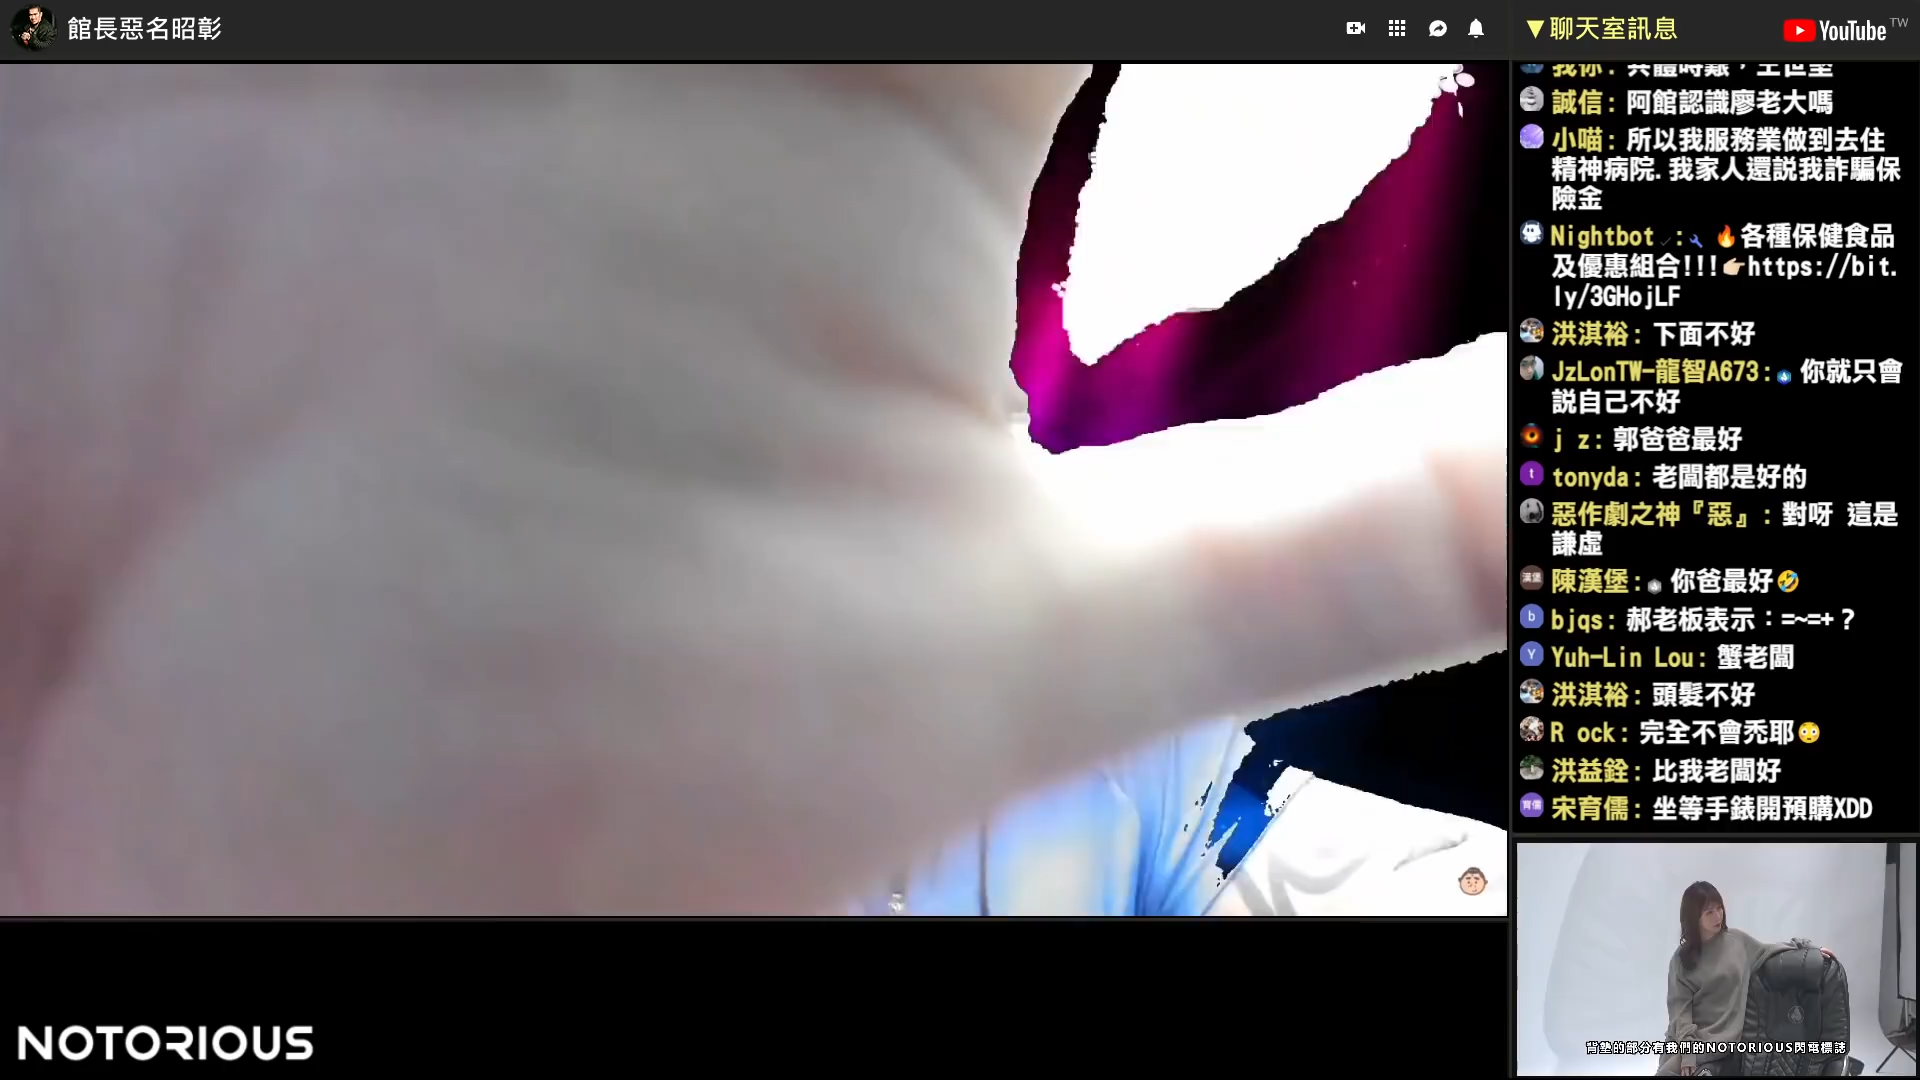 館長惡名昭彰
▼聊天室訊息
YouTube TW
誠信: 阿館認識廖老大嗎
小喵: 所以我服務業做到去住
精神病院.我家人還説我詐騙保
險金
Nightbot: 🔥各種保健食品
及優惠組合!!!👉🏻https://bit.
ly/3GHojLF
洪淇裕: 下面不好
JzLonTW-龍智A673: 你就只會
説自己不好
j z: 郭爸爸最好
tonyda: 老闆都是好的
惡作劇之神『惡』: 對呀 這是
謙虛
陳漢堡: 你爸最好🤣
bjqs: 郝老板表示：=~=+？
Yuh-Lin Lou: 蟹老闆
洪淇裕: 頭髮不好
R ock: 完全不會禿耶😳
洪益銓: 比我老闆好
宋育儒: 坐等手錶開預購XDD
背墊的部分有我們的NOTORIOUS閃電標誌
NOTORIOUS